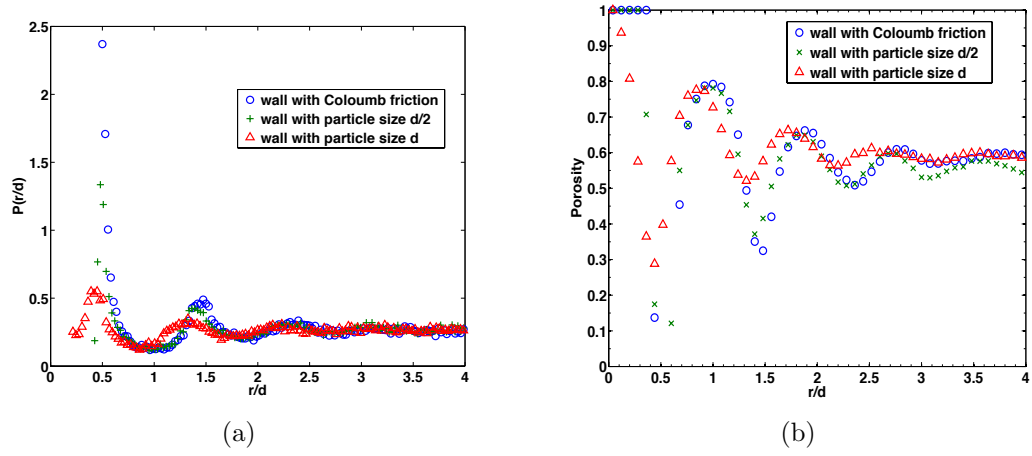 2.5
2
1.5
1
0.5
0
0
0.5
1
1.5
2
2.5
3
3.5
4
P(r/d)
r/d
wall with Coloumb friction
wall with particle size d/2
wall with particle size d
(a)
1
0.9
0.8
0.7
0.6
0.5
0.4
0.3
0.2
0.1
0
0
0.5
1
1.5
2
2.5
3
3.5
4
Porosity
r/d
wall with Coloumb friction
wall with particle size d/2
wall with particle size d
(b)